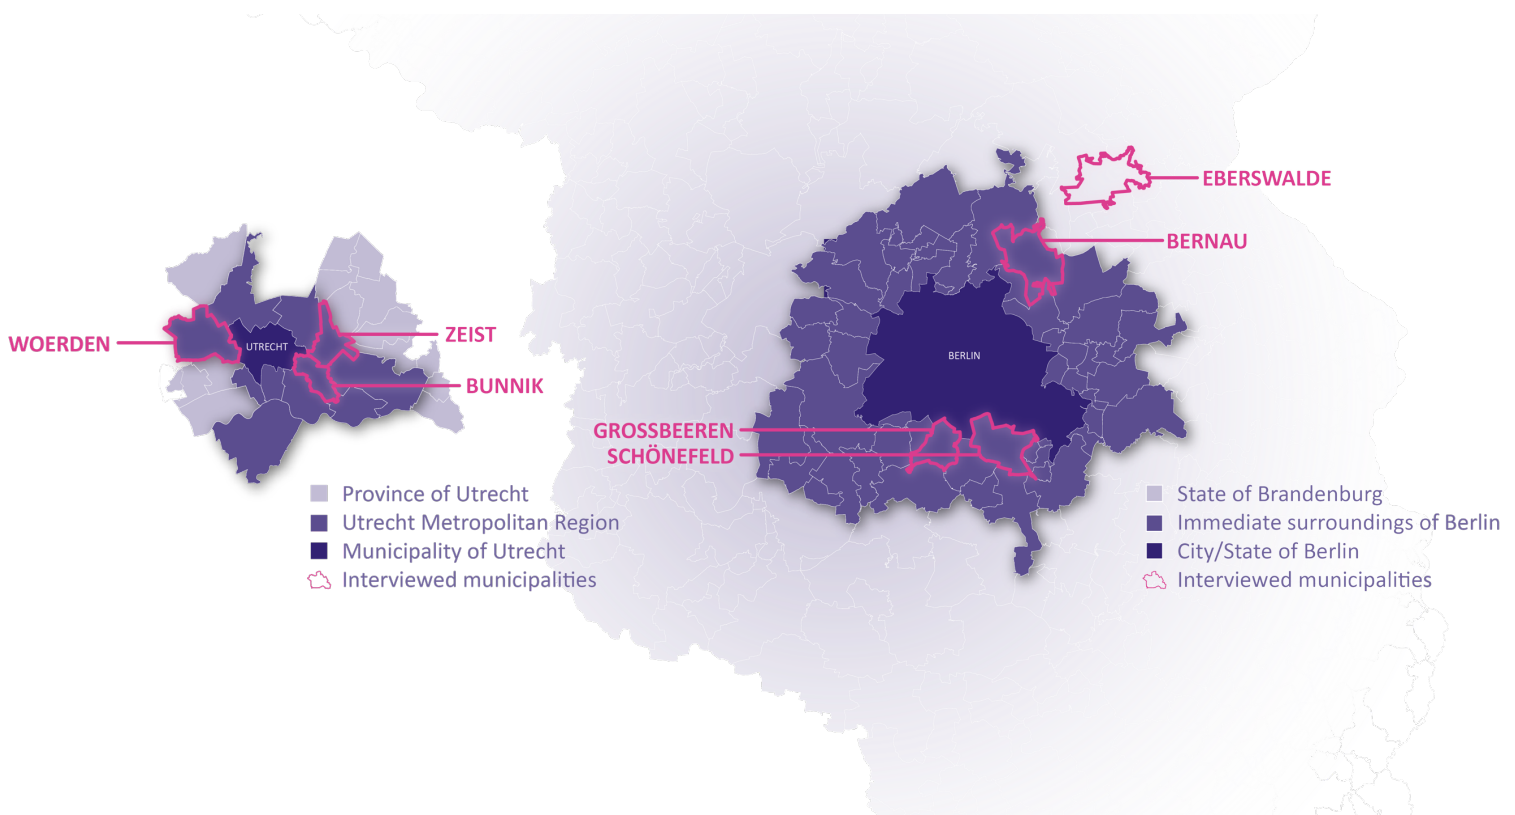 EBERSWALDE
BERNAU
WOERDEN
UTRECHT
ZEIST
BUNNIK
BERLIN
GROSSBEEREN
SCHÖNEFELD
Province of Utrecht
Utrecht Metropolitan Region
Municipality of Utrecht
Interviewed municipalities
State of Brandenburg
Immediate surroundings of Berlin
City/State of Berlin
Interviewed municipalities